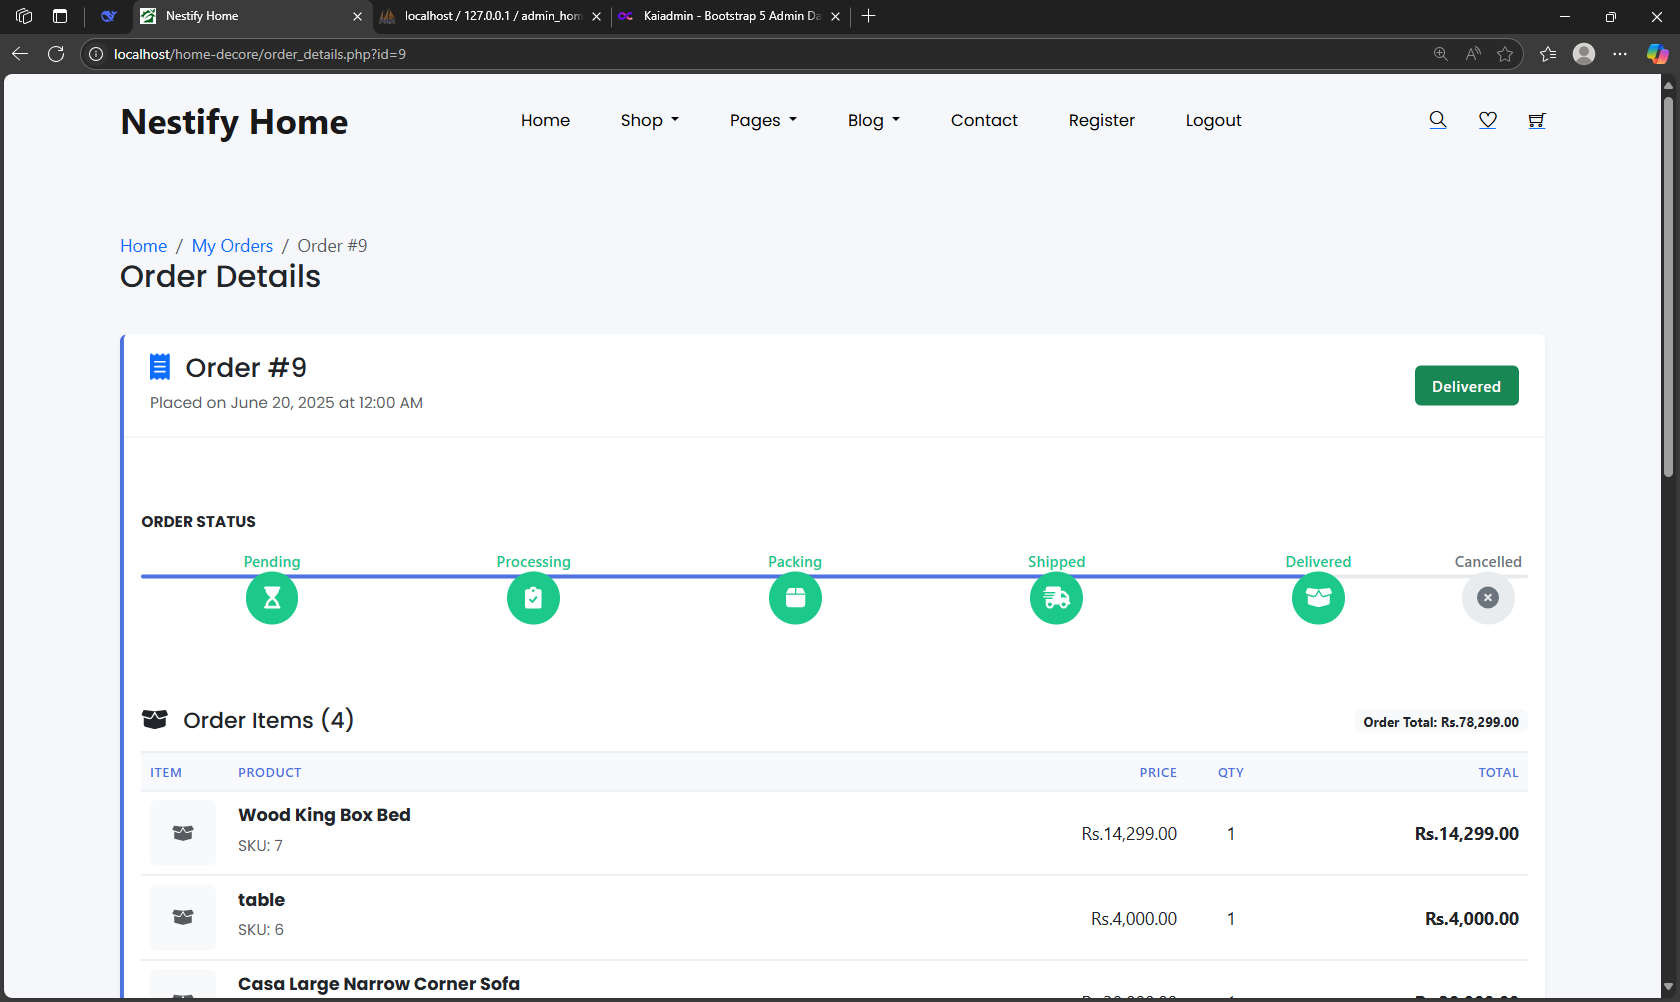 Nestify Home
localhost / 127.0.0.1 / admin_hom
Kaiadmin - Bootstrap 5 Admin Da
localhost/home-decore/order_details.php?id=9
Nestify Home
Home
Shop
Pages
Blog
Contact
Register
Logout
Home / My Orders / Order #9
Order Details
Order #9
Placed on June 20, 2025 at 12:00 AM
Delivered
ORDER STATUS
Pending
Processing
Packing
Shipped
Delivered
Cancelled
Order Items (4)
Order Total: Rs.78,299.00
ITEM PRODUCT PRICE QTY TOTAL
Wood King Box Bed
SKU: 7
Rs.14,299.00 1 Rs.14,299.00
table
SKU: 6
Rs.4,000.00 1 Rs.4,000.00
Casa Large Narrow Corner Sofa